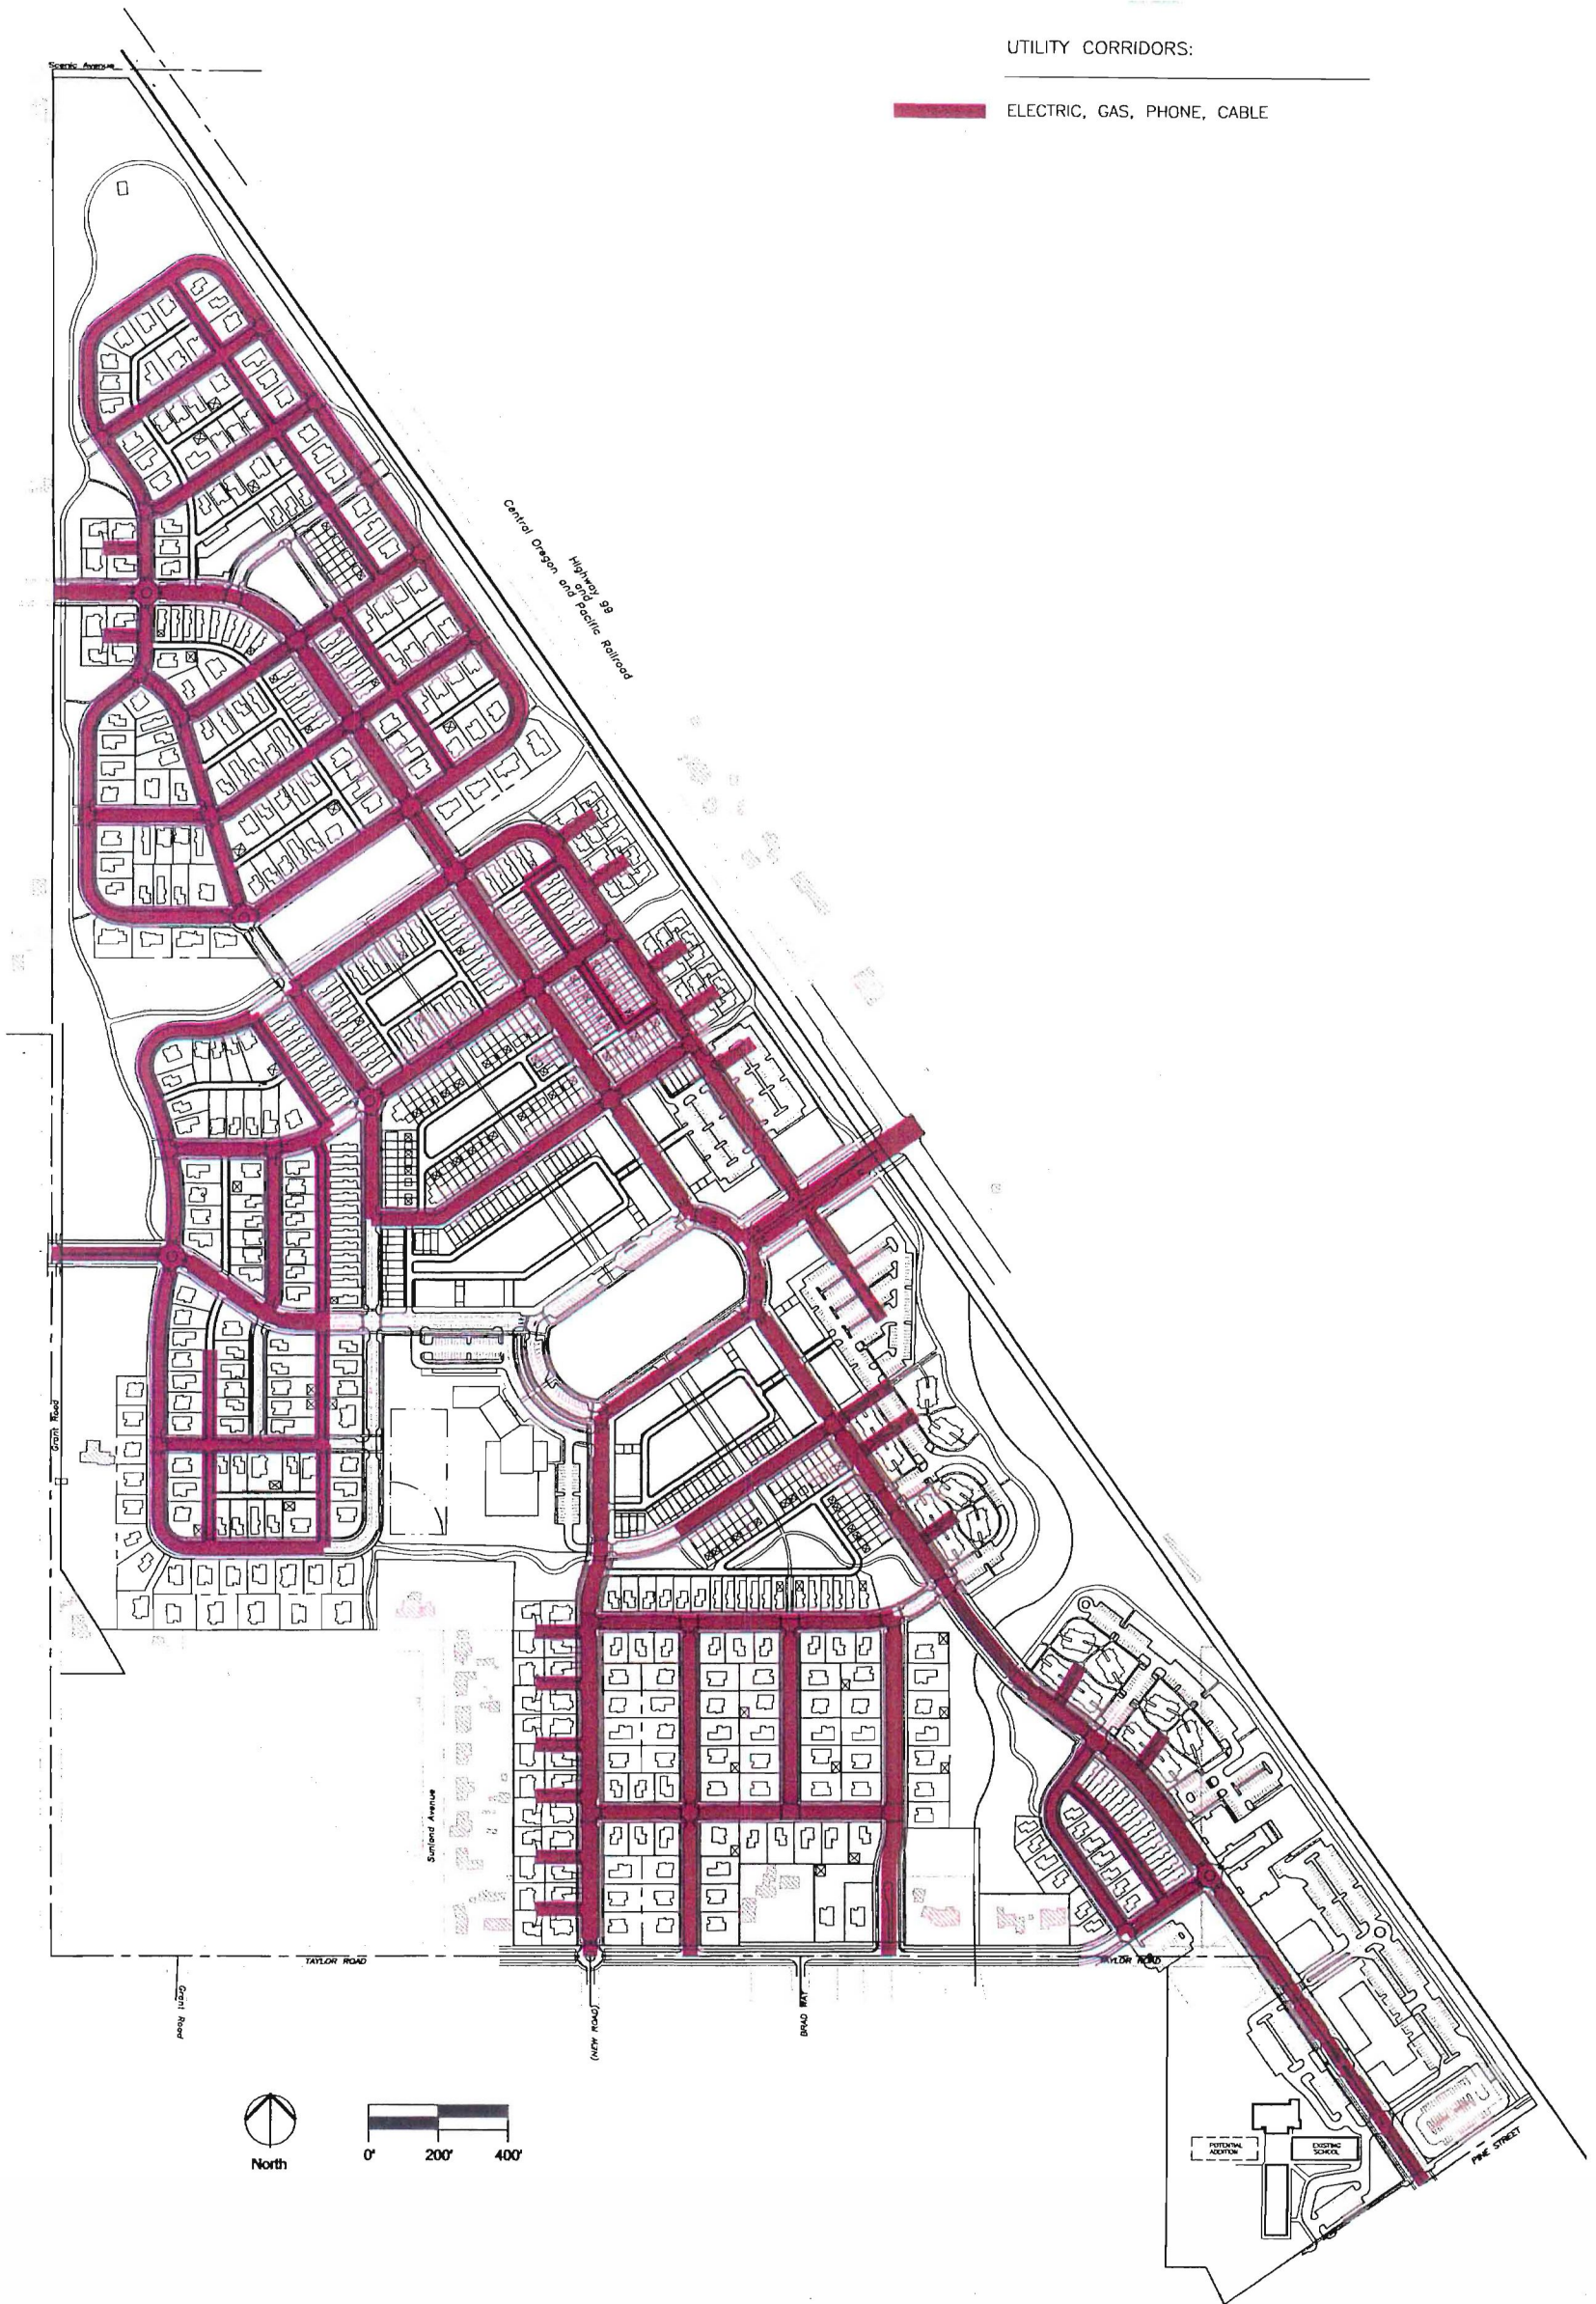 UTILITY CORRIDORS:
ELECTRIC, GAS, PHONE, CABLE
Scenic Avenue
Highway 99
and
Central Oregon and Pacific Railroad
Grant Road
Sunland Avenue
TAYLOR ROAD
TAYLOR ROAD
Grant Road
(NEW ROAD)
BRAD WAY
North
0'
200'
400'
POTENTIAL
ADDITION
EXISTING
SCHOOL
PINE STREET